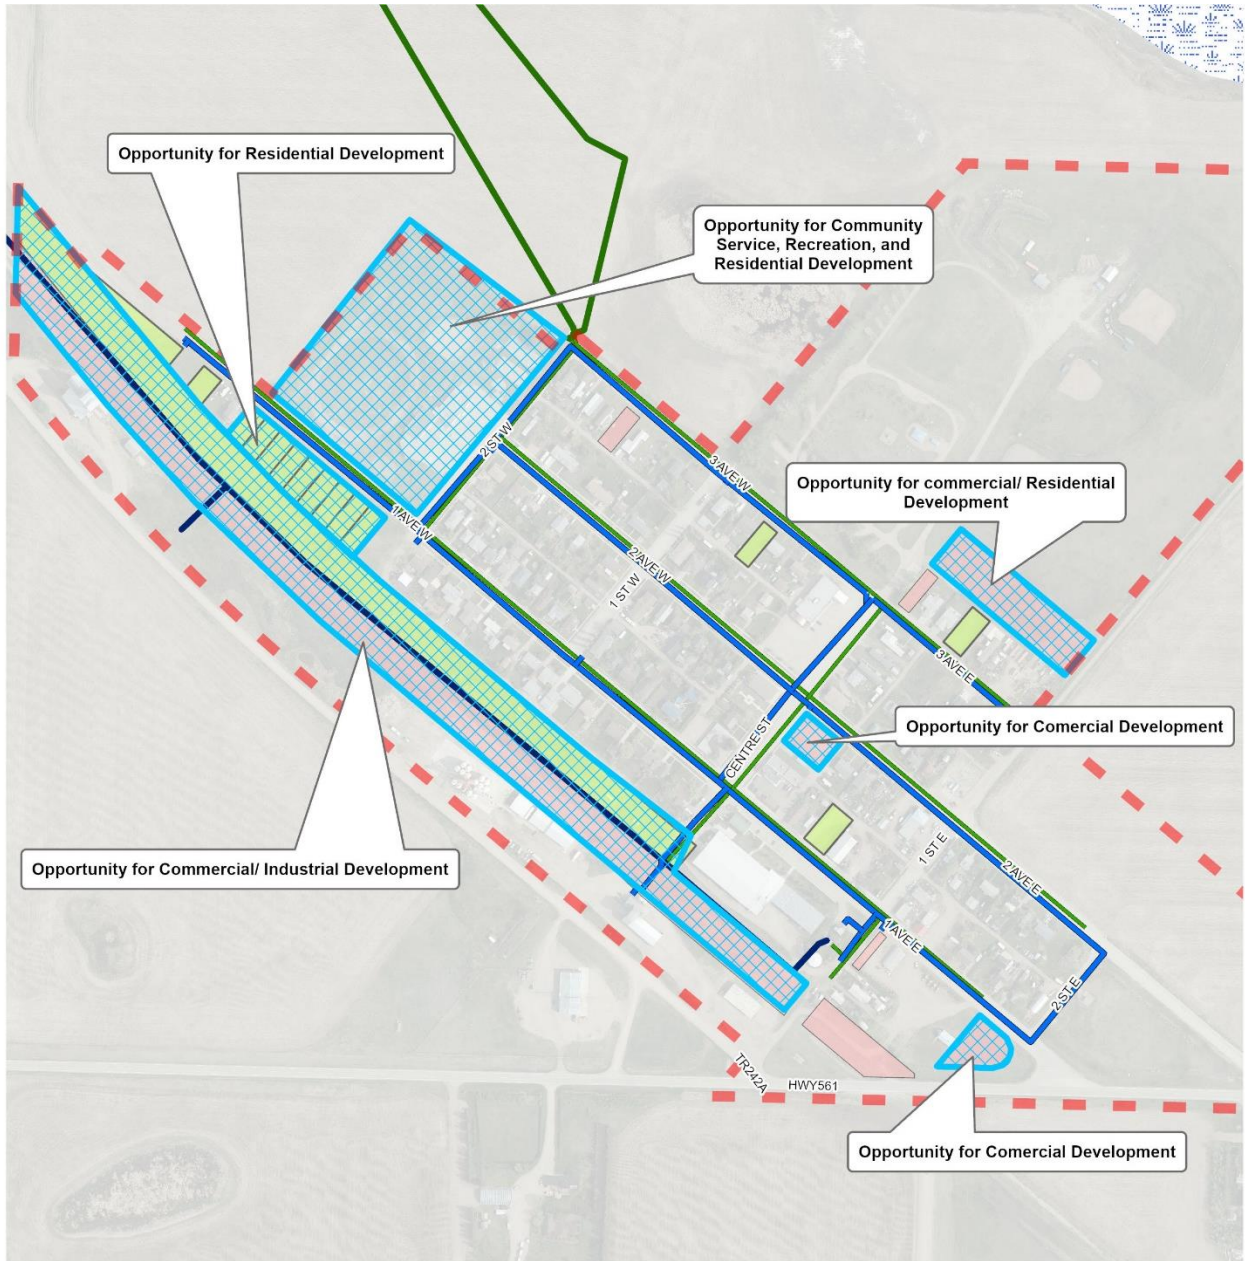 Opportunity for Residential Development
Opportunity for Community
Service, Recreation, and
Residential Development
2 ST W
3 AVE W
Opportunity for commercial/ Residential
Development
1 AVE W
2 AVE W
1 ST W
3 AVE E
Opportunity for Comercial Development
CENTRE ST
Opportunity for Commercial/ Industrial Development
1 ST E
2 AVE E
1 AVE E
2 ST E
TR242A
HWY561
Opportunity for Comercial Development